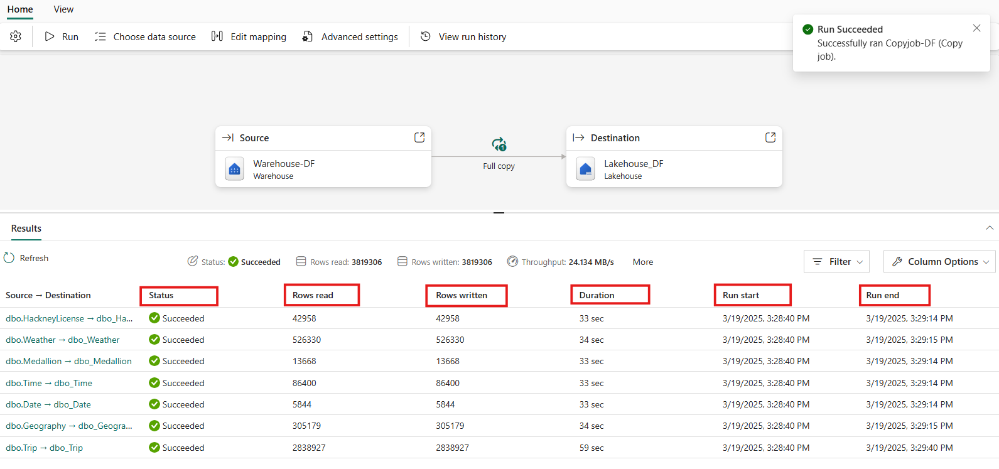 Home View
Run Choose data source Edit mapping Advanced settings View run history
Run Succeeded
Successfully ran Copyjob-DF (Copy
job).
Source
Warehouse-DF
Warehouse
1
Full copy
Destination
Lakehouse_DF
Lakehouse
Results
Refresh Status: Succeeded Rows read: 3819306 Rows written: 3819306 Throughput: 24.134 MB/s More Filter Column Options
Source → Destination Status Rows read Rows written Duration Run start Run end
dbo.HackneyLicense → dbo_Ha... Succeeded 42958 42958 33 sec 3/19/2025, 3:28:40 PM 3/19/2025, 3:29:14 PM
dbo.Weather → dbo_Weather Succeeded 526330 526330 34 sec 3/19/2025, 3:28:40 PM 3/19/2025, 3:29:15 PM
dbo.Medallion → dbo_Medallion Succeeded 13668 13668 33 sec 3/19/2025, 3:28:40 PM 3/19/2025, 3:29:14 PM
dbo.Time → dbo_Time Succeeded 86400 86400 33 sec 3/19/2025, 3:28:40 PM 3/19/2025, 3:29:14 PM
dbo.Date → dbo_Date Succeeded 5844 5844 33 sec 3/19/2025, 3:28:40 PM 3/19/2025, 3:29:14 PM
dbo.Geography → dbo_Geogra... Succeeded 305179 305179 34 sec 3/19/2025, 3:28:40 PM 3/19/2025, 3:29:15 PM
dbo.Trip → dbo_Trip Succeeded 2838927 2838927 59 sec 3/19/2025, 3:28:40 PM 3/19/2025, 3:29:40 PM